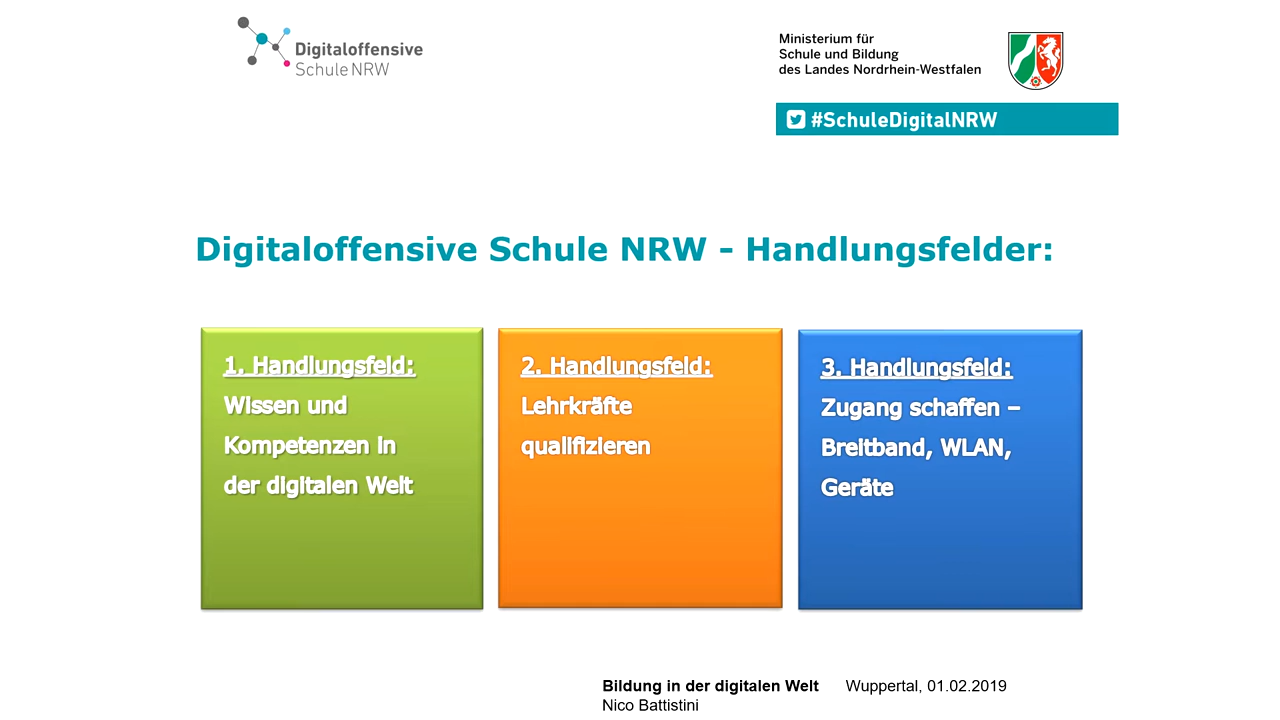 Digitaloffensive
Schule NRW
Ministerium für
Schule und Bildung
des Landes Nordrhein-Westfalen
#SchuleDigitalNRW
Digitaloffensive Schule NRW - Handlungsfelder:
1. Handlungsfeld:
Wissen und
Kompetenzen in
der digitalen Welt
2. Handlungsfeld:
Lehrkräfte
qualifizieren
3. Handlungsfeld:
Zugang schaffen –
Breitband, WLAN,
Geräte
Bildung in der digitalen Welt Wuppertal, 01.02.2019
Nico Battistini